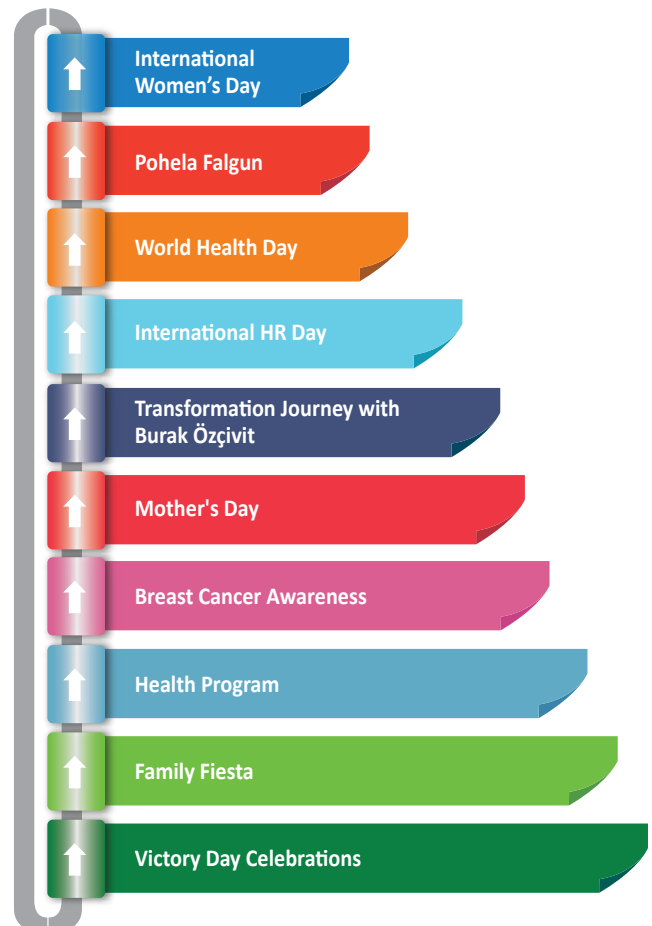 International
Women’s Day
Pohela Falgun
World Health Day
International HR Day
Transformation Journey with
Burak Özçivit
Mother's Day
Breast Cancer Awareness
Health Program
Family Fiesta
Victory Day Celebrations